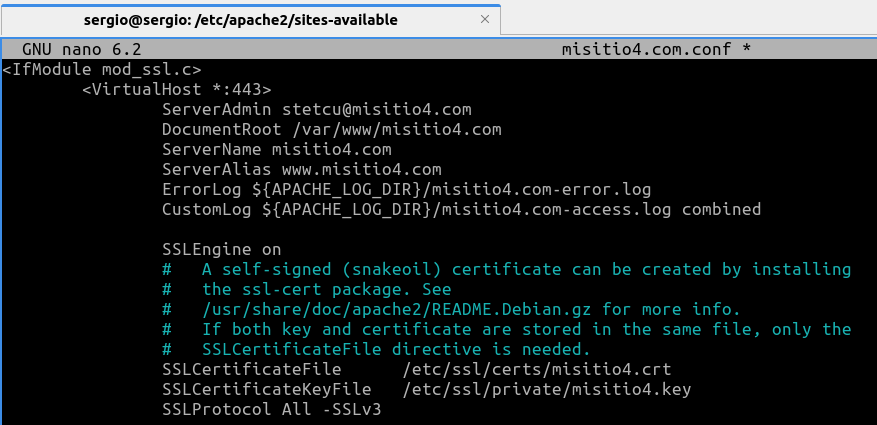 sergio@sergio: /etc/apache2/sites-available
GNU nano 6.2 misitio4.com.conf *
<IfModule mod_ssl.c>
<VirtualHost *:443>
ServerAdmin stetcu@misitio4.com
DocumentRoot /var/www/misitio4.com
ServerName misitio4.com
ServerAlias www.misitio4.com
ErrorLog ${APACHE_LOG_DIR}/misitio4.com-error.log
CustomLog ${APACHE_LOG_DIR}/misitio4.com-access.log combined
SSLEngine on
#   A self-signed (snakeoil) certificate can be created by installing
#   the ssl-cert package. See
#   /usr/share/doc/apache2/README.Debian.gz for more info.
#   If both key and certificate are stored in the same file, only the
#   SSLCertificateFile directive is needed.
SSLCertificateFile      /etc/ssl/certs/misitio4.crt
SSLCertificateKeyFile   /etc/ssl/private/misitio4.key
SSLProtocol All -SSLv3